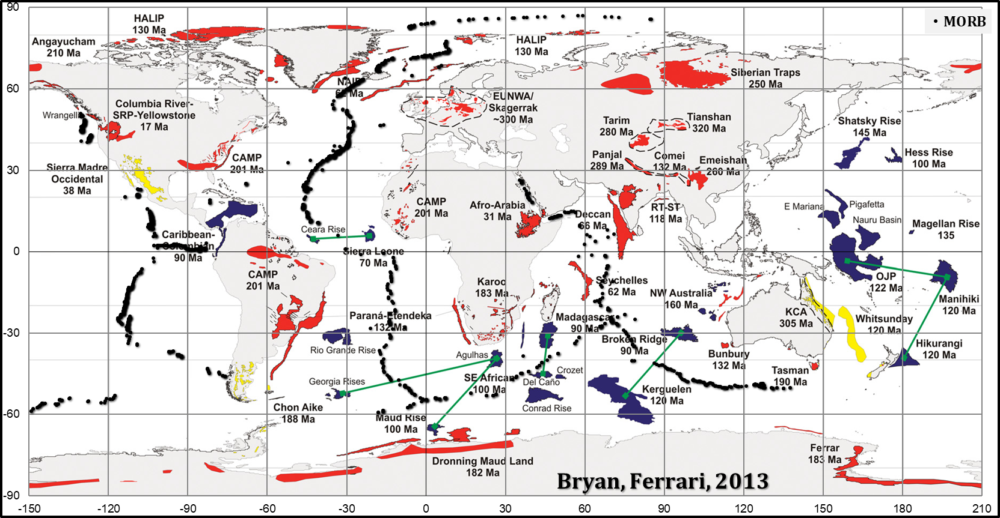 90
60
30
0
-30
-60
-90
-150
-120
-90
-60
-30
0
30
60
90
120
150
180
210
• MORB
HALIP
130 Ma
Angayucham
210 Ma
HALIP
130 Ma
Siberian Traps
250 Ma
NAIP
62 Ma
Columbia River-
SRP-Yellowstone
17 Ma
EUNWA/
Skagerrak
~300 Ma
Tarim
280 Ma
Tianshan
320 Ma
Shatsky Rise
145 Ma
Hess Rise
100 Ma
Panjal
289 Ma
Comei
132 Ma
Emeishan
260 Ma
CAMP
201 Ma
Sierra Madre
Occidental
38 Ma
CAMP
201 Ma
Afro-Arabia
31 Ma
Deccan
66 Ma
RT-ST
118 Ma
E Mariana
Pigafetta
Nauru Basin
Magellan Rise
135
Ceara Rise
Caribbean-
Colombian
90 Ma
Sierra Leone
70 Ma
CAMP
201 Ma
Karoo
183 Ma
Seychelles
62 Ma
NW Australia
160 Ma
OJP
122 Ma
Manihiki
120 Ma
Paraná-Etendeka
132 Ma
Madagascar
90 Ma
KCA
305 Ma
Whitsunday
120 Ma
Rio Grande Rise
Agulhas
Broken Ridge
90 Ma
Bunbury
132 Ma
Hikurangi
120 Ma
Tasman
190 Ma
Georgia Rises
SE African
100 Ma
Crozet
Del Caño
Conrad Rise
Kerguelen
120 Ma
Chon Aike
188 Ma
Maud Rise
100 Ma
Dronning Maud Land
182 Ma
Ferrar
183 Ma
Bryan, Ferrari, 2013